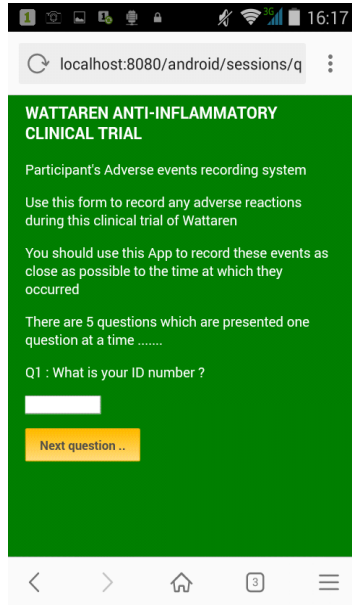 1
3G
16:17
localhost:8080/android/sessions/q
WATTAREN ANTI-INFLAMMATORY
CLINICAL TRIAL
Participant's Adverse events recording system
Use this form to record any adverse reactions
during this clinical trial of Wattaren
You should use this App to record these events as
close as possible to the time at which they
occurred
There are 5 questions which are presented one
question at a time .......
Q1 : What is your ID number ?
Next question ..
3